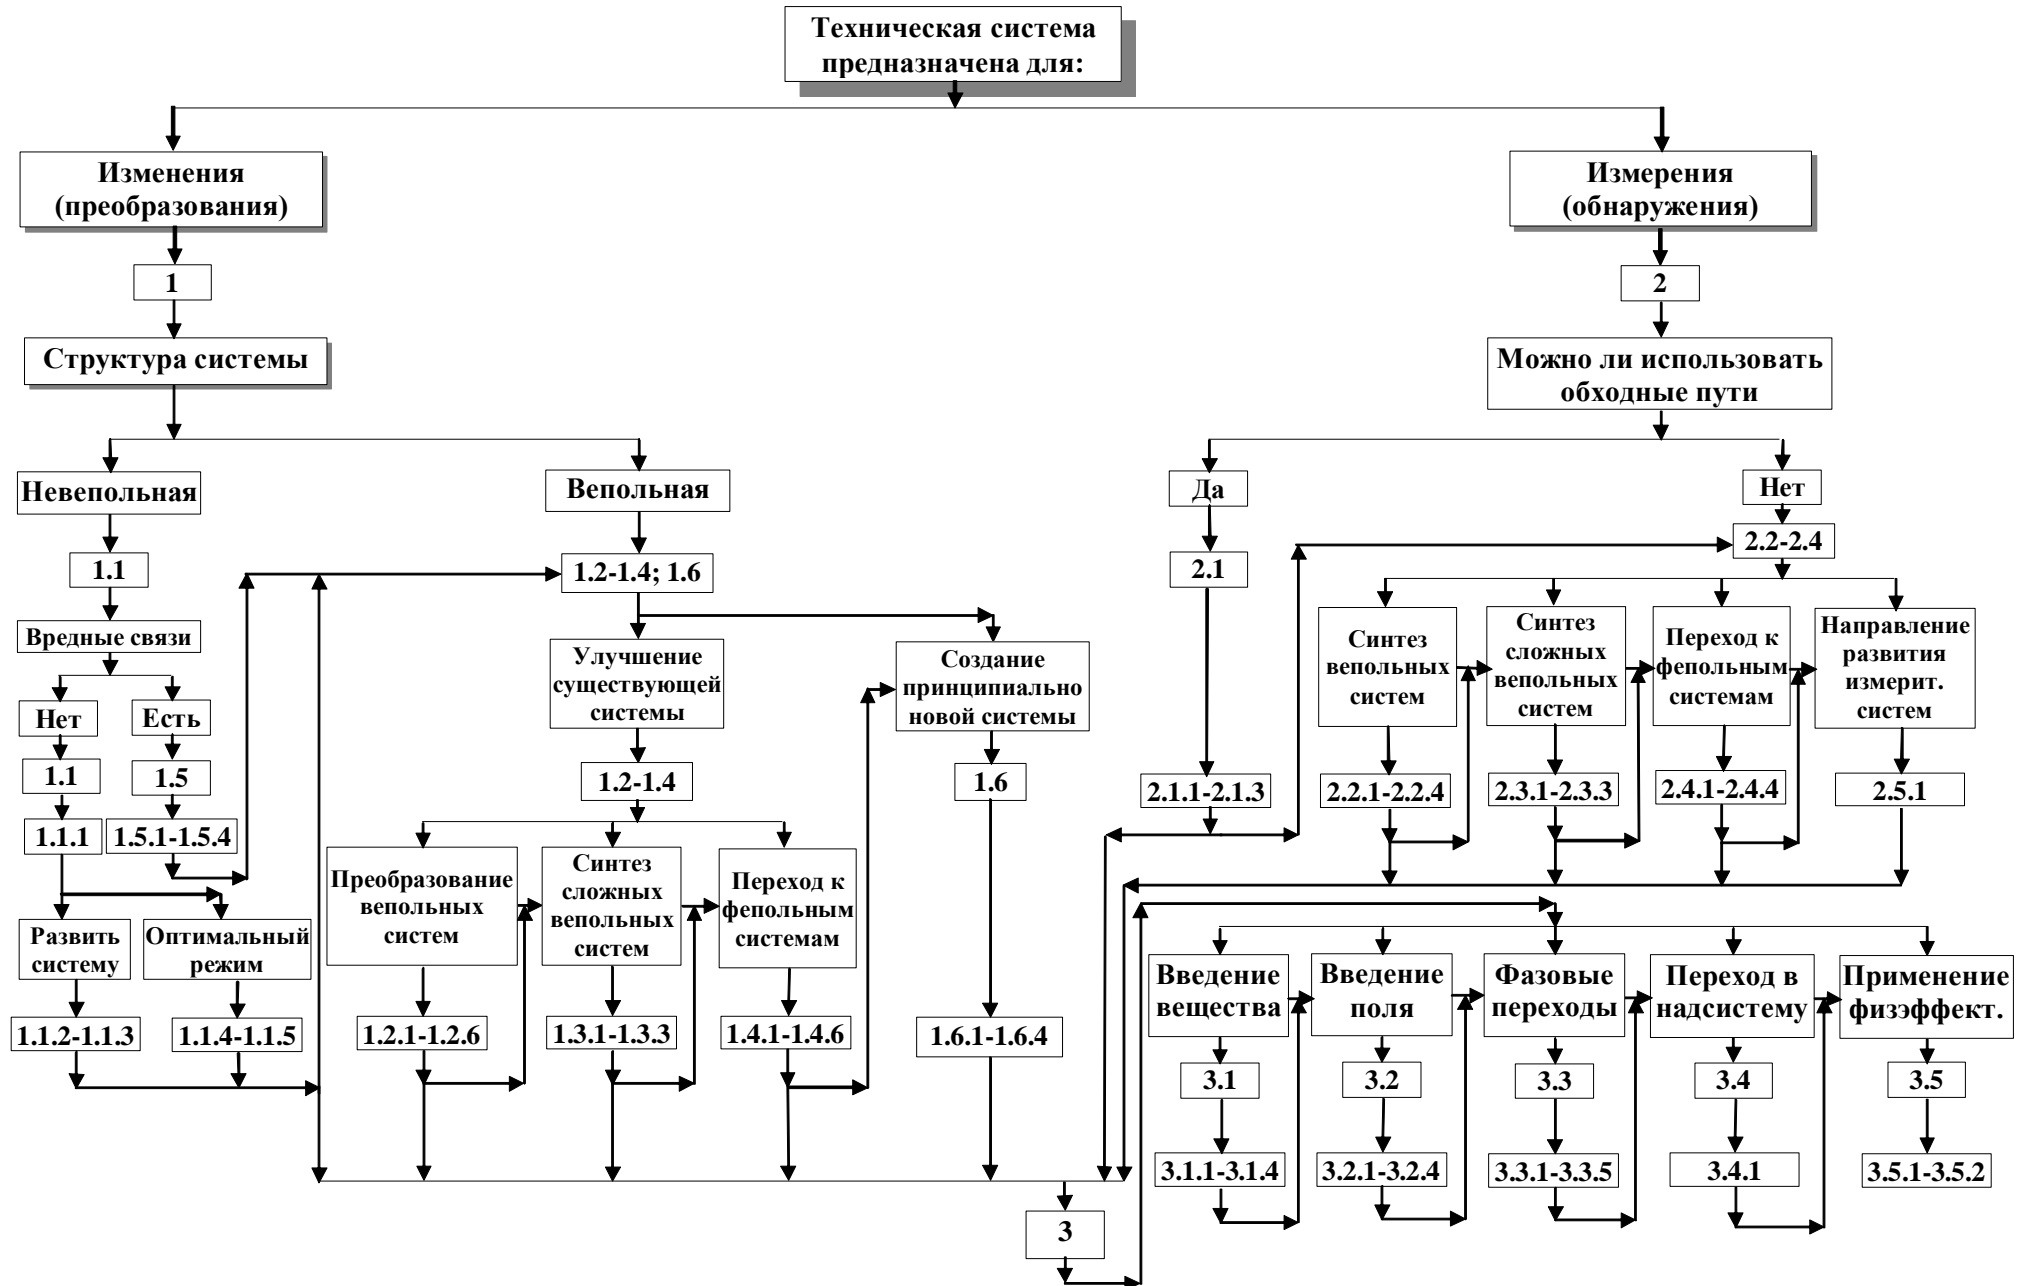 Техническая система
предназначена для:
Изменения
(преобразования)
1
Структура системы
Невепольная
1.1
Вредные связи
Нет
1.1
1.1.1
Есть
1.5
1.5.1-1.5.4
Развить
систему
1.1.2-1.1.3
Оптимальный
режим
1.1.4-1.1.5
Вепольная
1.2-1.4; 1.6
Улучшение
существующей
системы
1.2-1.4
Преобразование
вепольных
систем
1.2.1-1.2.6
Синтез
сложных
вепольных
систем
1.3.1-1.3.3
Переход к
фепольным
системам
1.4.1-1.4.6
Создание
принципиально
новой системы
1.6
1.6.1-1.6.4
Измерения
(обнаружения)
2
Можно ли использовать
обходные пути
Да
2.1
2.1.1-2.1.3
Нет
2.2-2.4
Синтез
вепольных
систем
2.2.1-2.2.4
Синтез
сложных
вепольных
систем
2.3.1-2.3.3
Переход к
фепольным
системам
2.4.1-2.4.4
Направление
развития
измерит.
систем
2.5.1
3
Введение
вещества
3.1
3.1.1-3.1.4
Введение
поля
3.2
3.2.1-3.2.4
Фазовые
переходы
3.3
3.3.1-3.3.5
Переход в
надсистему
3.4
3.4.1
Применение
физэффект.
3.5
3.5.1-3.5.2